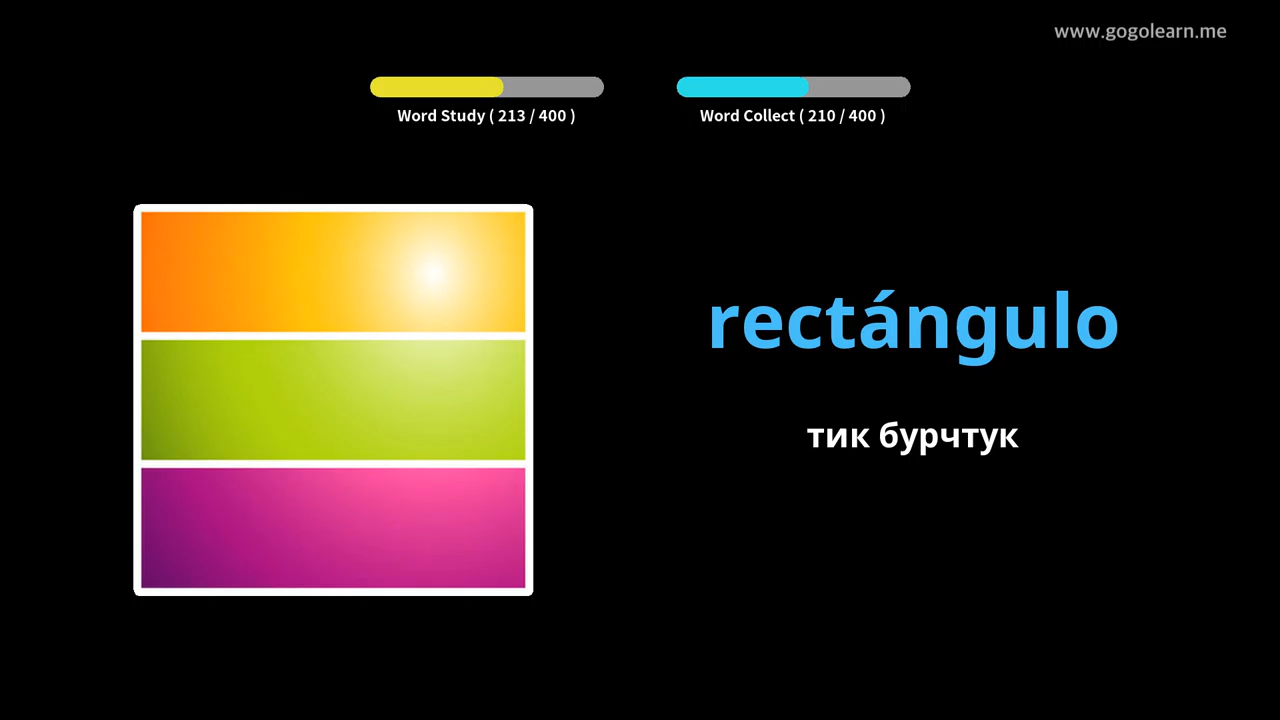 www.gogolearn.me
Word Study ( 213 / 400 )
Word Collect ( 210 / 400 )
rectángulo
тик бурчтук